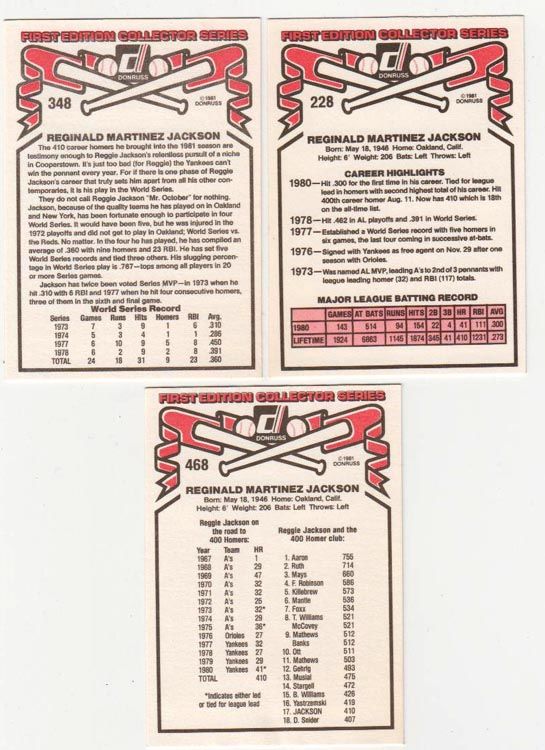 FIRST EDITION COLLECTOR SERIES
DONRUSS
348
©1981
DONRUSS
REGINALD MARTINEZ JACKSON
The 410 career homers he brought into the 1981 season are
testimony enough to Reggie Jackson's relentless pursuit of a niche
in Cooperstown. It's just too bad (for Reggie) the Yankees can't
win the pennant every year. For if there is one phase of Reggie
Jackson's career that truly sets him apart from all his other con-
temporaries, it is his play in the World Series.
They do not call Reggie Jackson "Mr. October" for nothing.
Jackson, because of the quality teams he has played on in Oakland
and New York, has been fortunate enough to participate in four
World Series. It would have been five, but he was injured in the
1972 playoffs and did not get to play in Oakland; World Series vs.
the Reds. No matter. In the four he has played, he has compiled an
average of .360 with nine homers and 23 RBI. He has set five
World Series records and tied three others. His slugging percen-
tage in World Series play is .767—tops among all players in 20
or more Series games.
Jackson has twice been voted Series MVP—in 1973 when he
hit .310 with 6 RBI and 1977 when he hit four consecutive homers,
three of them in the sixth and final game.
World Series Record
Series Games Runs Hits Homers RBI Avg.
1973 7 3 9 1 6 .310
1974 5 3 4 1 1 .286
1977 6 10 9 5 8 .450
1978 6 2 9 2 8 .391
TOTAL 24 18 31 9 23 .360
FIRST EDITION COLLECTOR SERIES
DONRUSS
228
©1981
DONRUSS
REGINALD MARTINEZ JACKSON
Born: May 18, 1946 Home: Oakland, Calif.
Height: 6' Weight: 206 Bats: Left Throws: Left
CAREER HIGHLIGHTS
1980—Hit .300 for the first time in his career. Tied for league
lead in homers with second highest total of his career. Hit
400th career homer Aug. 11. Now has 410 which is 18th
on the all-time list.
1978—Hit .462 in AL playoffs and .391 in World Series.
1977—Established a World Series record with five homers in
six games, the last four coming in successive at-bats.
1976—Signed with Yankees as free agent on Nov. 29 after one
season with Orioles.
1973—Was named AL MVP, leading A's to 2nd of 3 pennants with
league leading homer (32) and RBI (117) totals.
MAJOR LEAGUE BATTING RECORD
GAMES AT BATS RUNS HITS 2B 3B HR RBI AVG
1980 143 514 94 154 22 4 41 111 .300
LIFETIME 1924 6863 1145 1874 345 41 410 1231 .273
FIRST EDITION COLLECTOR SERIES
DONRUSS
468
©1981
DONRUSS
REGINALD MARTINEZ JACKSON
Born: May 18, 1946 Home: Oakland, Calif.
Height: 6' Weight: 206 Bats: Left Throws: Left
Reggie Jackson on
the road to
400 Homers:
Year Team HR
1967 A's 1
1968 A's 29
1969 A's 47
1970 A's 32
1971 A's 32
1972 A's 25
1973 A's 32*
1974 A's 29
1975 A's 36*
1976 Orioles 27
1977 Yankees 32
1978 Yankees 27
1979 Yankees 29
1980 Yankees 41*
TOTAL 410
*Indicates either led
or tied for league lead
Reggie Jackson and the
400 Homer club:
1. Aaron 755
2. Ruth 714
3. Mays 660
4. F. Robinson 586
5. Killebrew 573
6. Mantle 536
7. Foxx 534
8. T. Williams 521
McCovey 521
9. Mathews 512
Banks 512
10. Ott 511
11. Mathews 503
12. Gehrig 493
13. Musial 475
14. Stargell 472
15. B. Williams 426
16. Yastrzemski 419
17. JACKSON 410
18. D. Snider 407